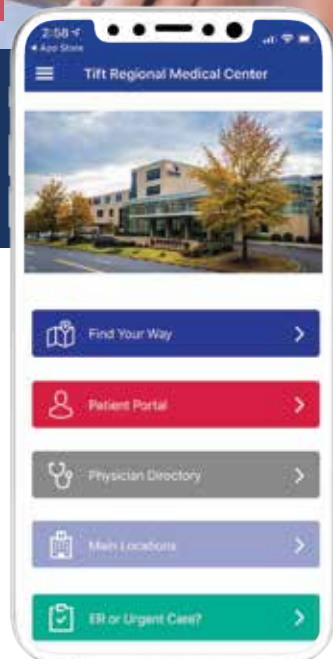 2:58
App Store
Tift Regional Medical Center
Find Your Way
Patient Portal
Physician Directory
Main Locations
ER or Urgent Care?